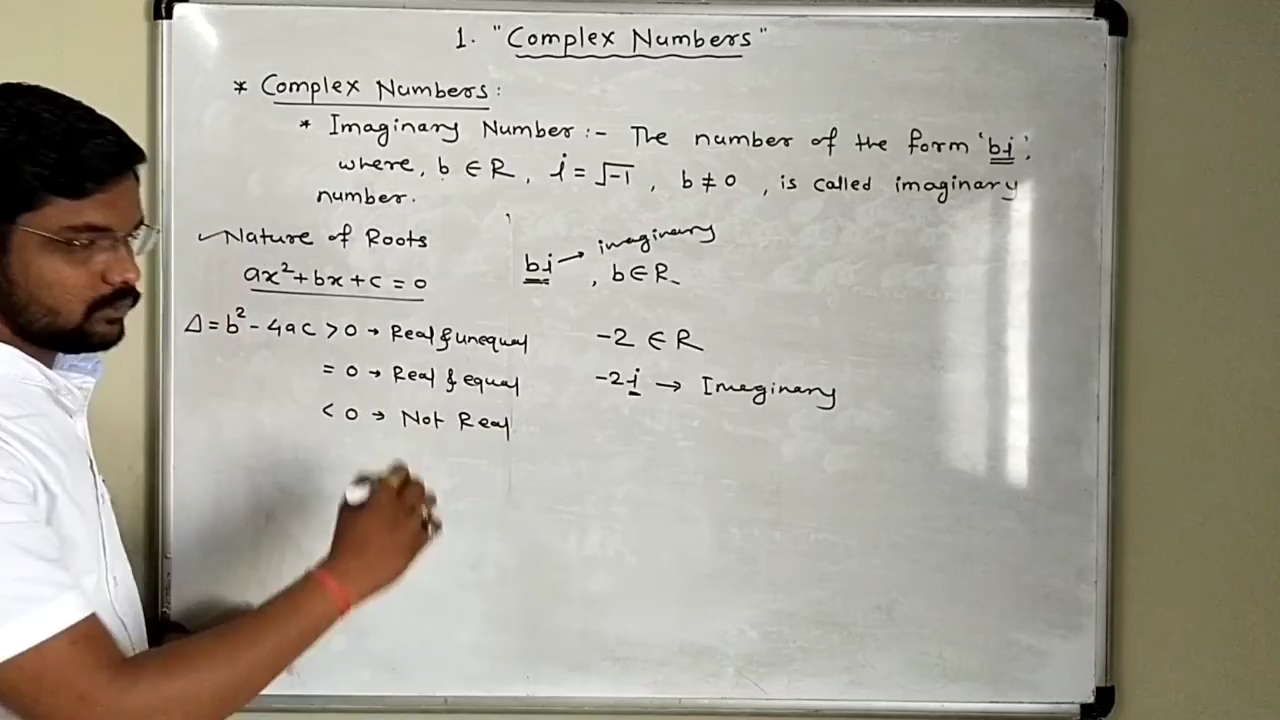 1. "Complex Numbers"
* Complex Numbers:
* Imaginary Number :- The number of the form 'bi',
where, b ∈ R, i = √-1, b ≠ 0, is called imaginary
number.
✓Nature of Roots
ax²+bx+c=0
Δ=b²-4ac >0 → Real & unequal
= 0 → Real & equal
< 0 → Not Real
bi → imaginary
, b∈R
-2 ∈ R
-2i → Imaginary